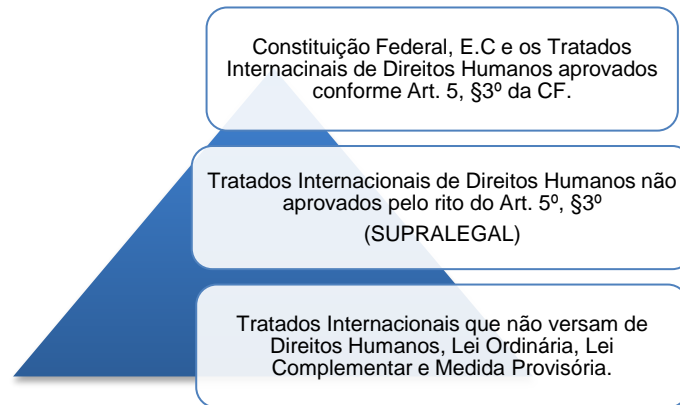 Constituição Federal, E.C e os Tratados
Internacinais de Direitos Humanos aprovados
conforme Art. 5, §3º da CF.
Tratados Internacionais de Direitos Humanos não
aprovados pelo rito do Art. 5º, §3º
(SUPRALEGAL)
Tratados Internacionais que não versam de
Direitos Humanos, Lei Ordinária, Lei
Complementar e Medida Provisória.